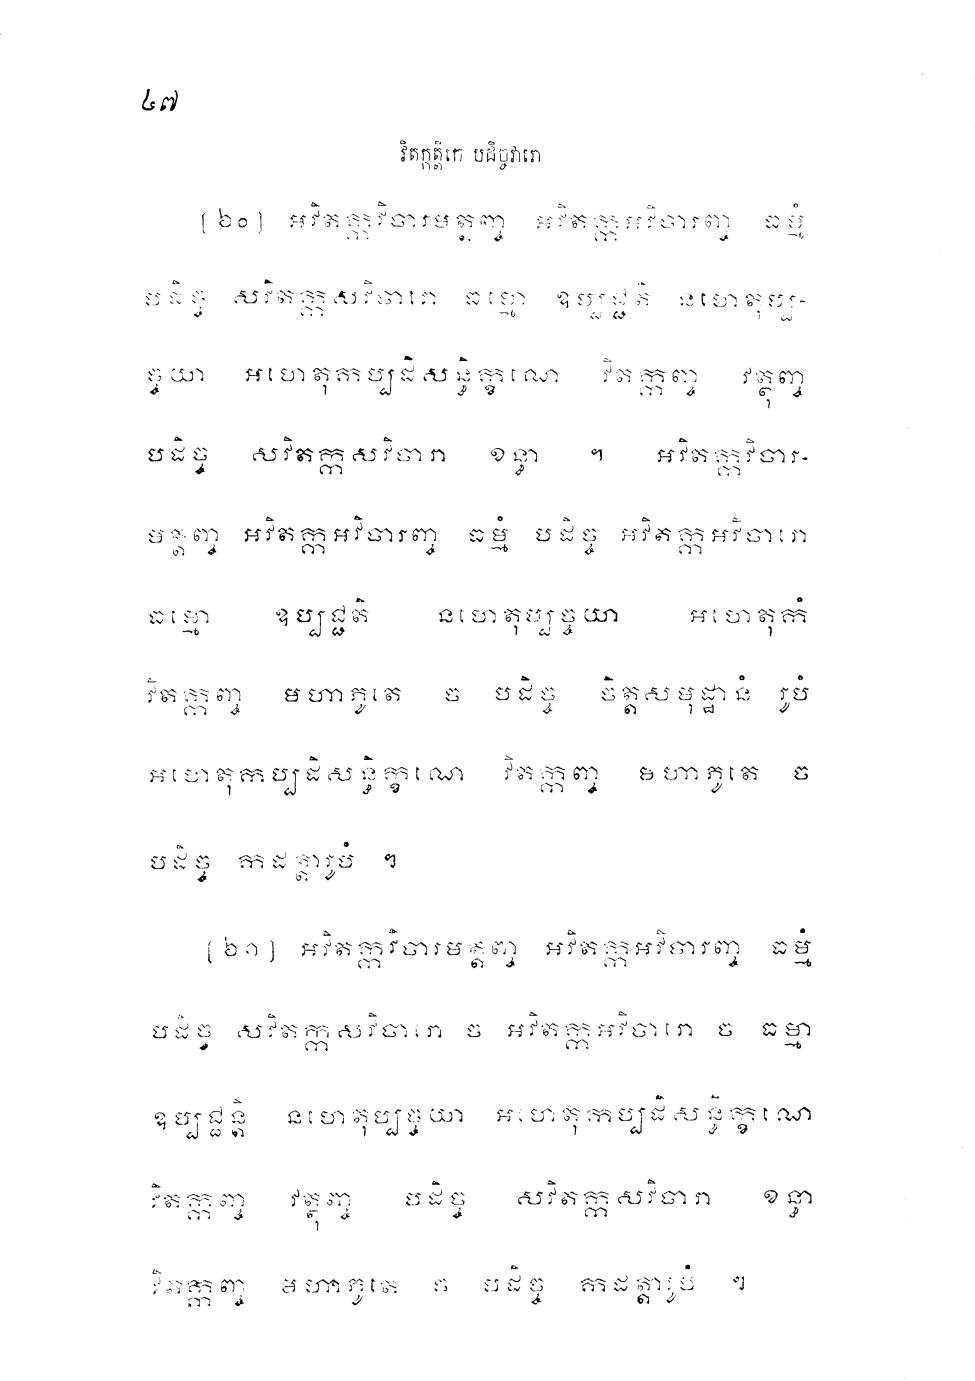 ៤៧
វិតក្កត្តិកេ បដិច្ចវារោ
[៦០] អវិតក្កវិចារមត្តញ្ច អវិតក្កអវិចារញ្ច ធម្មំ
បដិច្ច សវិតក្កសវិចារោ ធម្មោ ឧប្បជ្ជតិ នហេតុប្ប-
ច្ចយា អហេតុកប្បដិសន្ធិក្ខណេ វិតក្កញ្ច វត្ថុញ្ច
បដិច្ច សវិតក្កសវិចារា ខន្ធា ។ អវិតក្កវិចារ-
មត្តញ្ច អវិតក្កអវិចារញ្ច ធម្មំ បដិច្ច អវិតក្កអវិចារោ
ធម្មោ ឧប្បជ្ជតិ នហេតុប្បច្ចយា អហេតុកំ
វិតក្កញ្ច មហាភូតេ ច បដិច្ច ចិត្តសមុដ្ឋានំ រូបំ
អហេតុកប្បដិសន្ធិក្ខណេ វិតក្កញ្ច មហាភូតេ ច
បដិច្ច កដត្តារូបំ ។
[៦១] អវិតក្កវិចារមត្តញ្ច អវិតក្កអវិចារញ្ច ធម្មំ
បដិច្ច សវិតក្កសវិចារោ ច អវិតក្កអវិចារោ ច ធម្មា
ឧប្បជ្ជន្តិ នហេតុប្បច្ចយា អហេតុកប្បដិសន្ធិក្ខណេ
វិតក្កញ្ច វត្ថុញ្ច បដិច្ច សវិតក្កសវិចារា ខន្ធា
វិតក្កញ្ច មហាភូតេ ច បដិច្ច កដត្តារូបំ ។